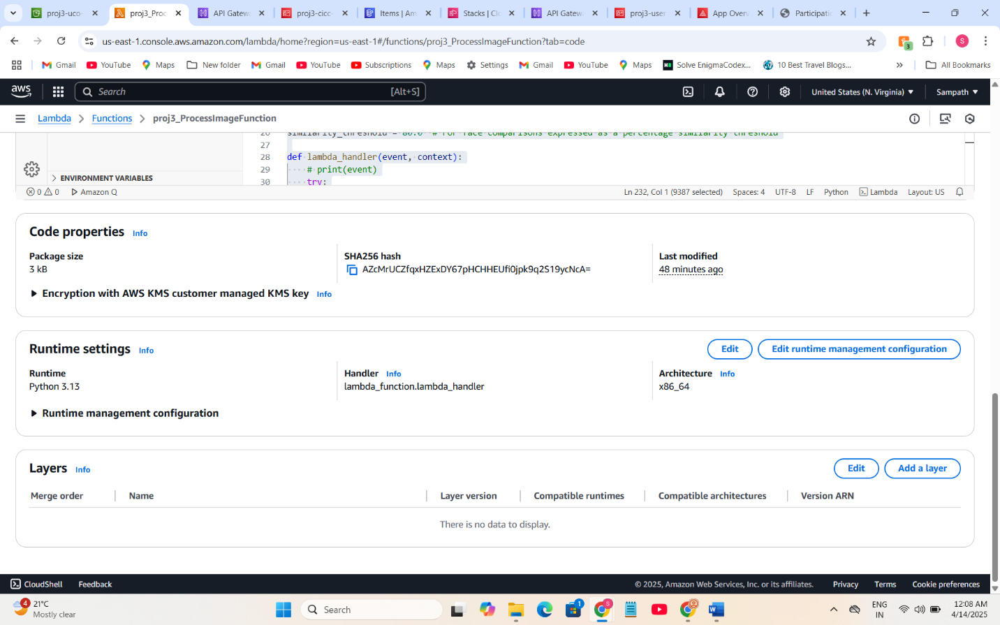 proj3-uco-
proj3_Proc
API Gatew
proj3-cicc-
Items | Am
Stacks | Clo
API Gatew
proj3-user
App Overv
Participatio
us-east-1.console.aws.amazon.com/lambda/home?region=us-east-1#/functions/proj3_ProcessImageFunction?tab=code
3
S
Gmail
YouTube
Maps
New folder
Gmail
YouTube
Subscriptions
Maps
Settings
Gmail
YouTube
Maps
Solve EnigmaCodex...
10 Best Travel Blogs...
»
All Bookmarks
aws
Search
[Alt+S]
United States (N. Virginia)
Sampath
Lambda
Functions
proj3_ProcessImageFunction
26 similarity_threshold = 80.0 # For face comparisons expressed as a percentage similarity threshold
27
28 def lambda_handler(event, context):
29 # print(event)
30 try:
ENVIRONMENT VARIABLES
0 0 Amazon Q
Ln 232, Col 1 (9387 selected) Spaces: 4 UTF-8 LF Python Lambda Layout: US
Code properties Info
Package size
3 kB
SHA256 hash
AZcMrUCZfqxHZExDY67pHCHHEUfi0jpk9q2S19ycNcA=
Last modified
48 minutes ago
Encryption with AWS KMS customer managed KMS key Info
Runtime settings Info
Edit
Edit runtime management configuration
Runtime
Python 3.13
Handler Info
lambda_function.lambda_handler
Architecture Info
x86_64
Runtime management configuration
Layers Info
Edit
Add a layer
Merge order
Name
Layer version
Compatible runtimes
Compatible architectures
Version ARN
There is no data to display.
CloudShell
Feedback
© 2025, Amazon Web Services, Inc. or its affiliates.
Privacy
Terms
Cookie preferences
4
21°C
Mostly clear
Search
1
S
ENG
IN
12:08 AM
4/14/2025